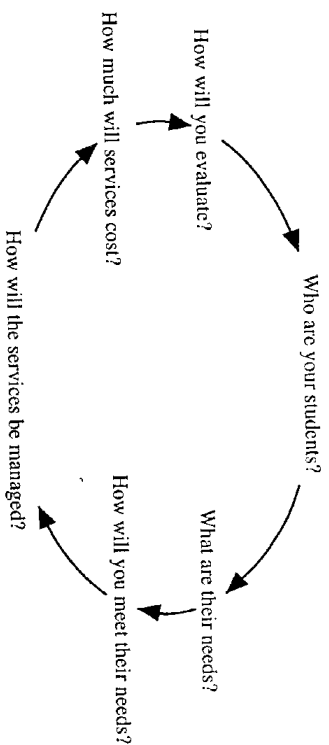 Who are your students?
What are their needs?
How will you meet their needs?
How will the services be managed?
How much will services cost?
How will you evaluate?